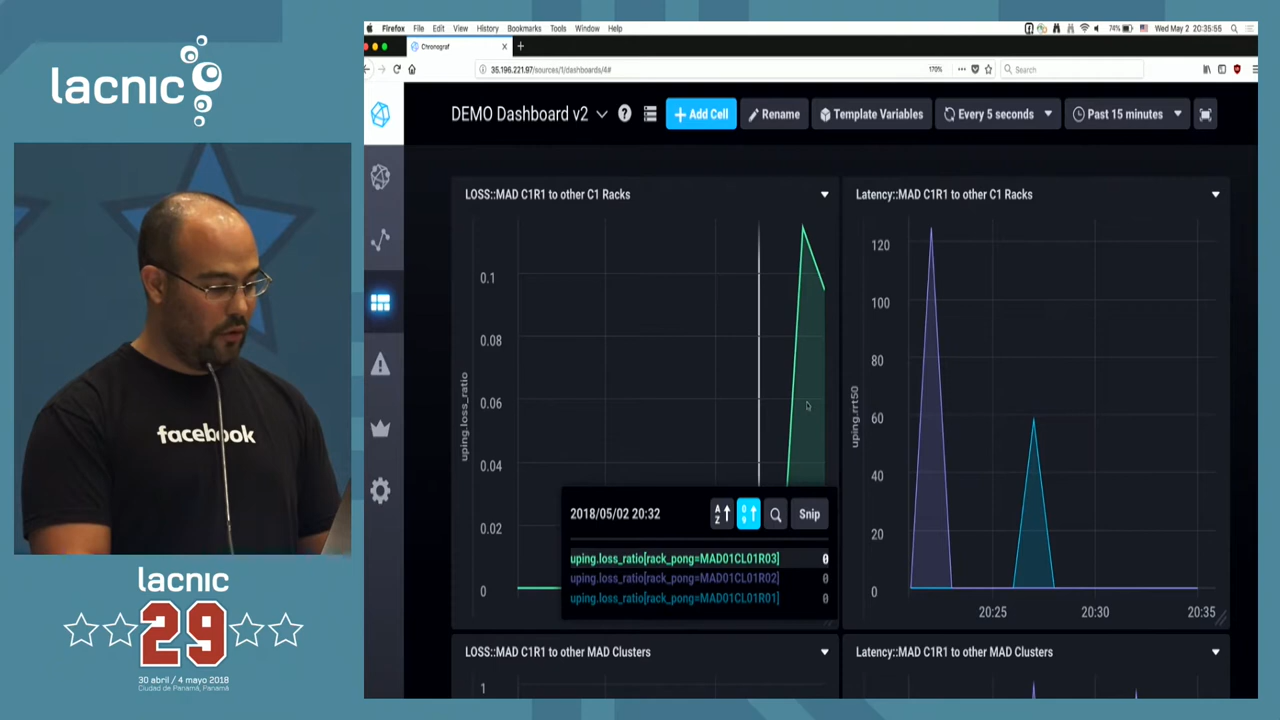 lacnic
facebook
lacnic
29
30 abril / 4 mayo 2018
Ciudad de Panamá, Panamá
Firefox File Edit View History Bookmarks Tools Window Help
74% Wed May 2 20:35:55
Chronograf
35.196.221.97/sources/1/dashboards/4#
170%
Search
DEMO Dashboard v2
Add Cell
Rename
Template Variables
Every 5 seconds
Past 15 minutes
LOSS::MAD C1R1 to other C1 Racks
uping.loss_ratio
0.1
0.08
0.06
0.04
0.02
0
2018/05/02 20:32
Snip
uping.loss_ratio[rack_pong=MAD01CL01R03] 0
uping.loss_ratio[rack_pong=MAD01CL01R02] 0
uping.loss_ratio[rack_pong=MAD01CL01R01] 0
Latency::MAD C1R1 to other C1 Racks
uping.rrt50
120
100
80
60
40
20
0
20:25 20:30 20:35
LOSS::MAD C1R1 to other MAD Clusters
1
Latency::MAD C1R1 to other MAD Clusters